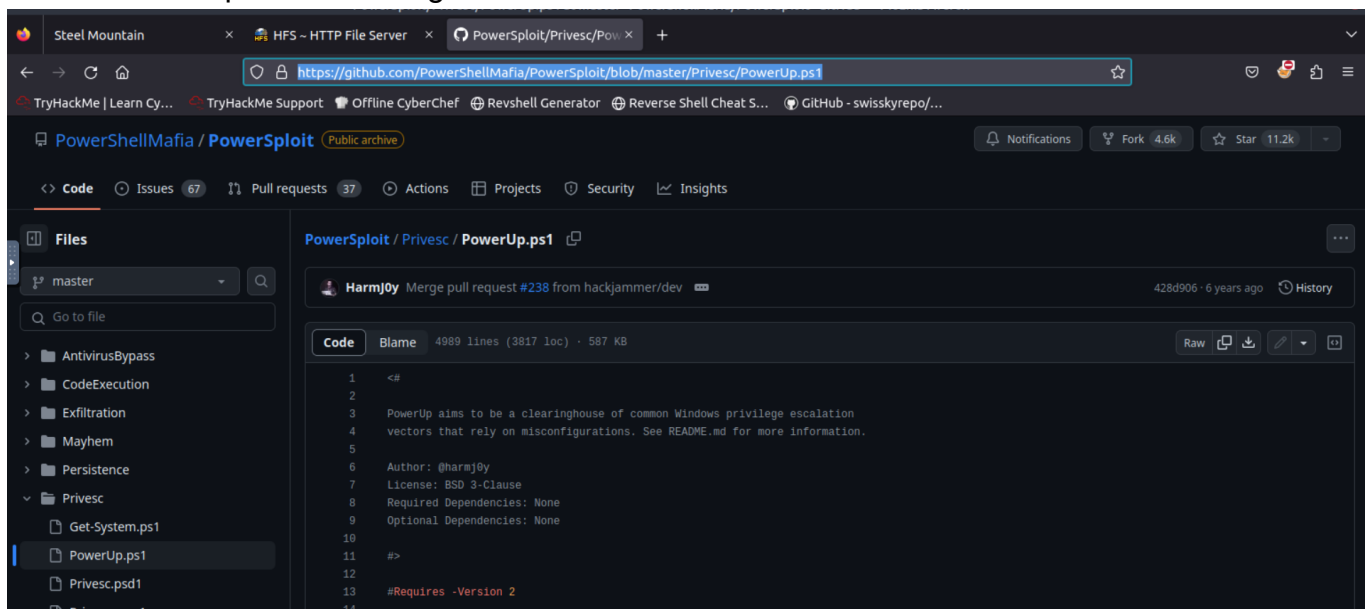 Steel Mountain
HFS ~ HTTP File Server
PowerSploit/Privesc/Pow
https://github.com/PowerShellMafia/PowerSploit/blob/master/Privesc/PowerUp.ps1
TryHackMe | Learn Cy... TryHackMe Support Offline CyberChef Revshell Generator Reverse Shell Cheat S... GitHub - swisskyrepo/...
PowerShellMafia / PowerSploit Public archive Notifications Fork 4.6k Star 11.2k
Code Issues 67 Pull requests 37 Actions Projects Security Insights
Files
master
Go to file
AntivirusBypass
CodeExecution
Exfiltration
Mayhem
Persistence
Privesc
Get-System.ps1
PowerUp.ps1
Privesc.psd1
PowerSploit / Privesc / PowerUp.ps1
HarmJ0y Merge pull request #238 from hackjammer/dev 428d906 · 6 years ago History
Code Blame 4989 lines (3817 loc) · 587 KB Raw
1 <#
2
3 PowerUp aims to be a clearinghouse of common Windows privilege escalation
4 vectors that rely on misconfigurations. See README.md for more information.
5
6 Author: @harmj0y
7 License: BSD 3-Clause
8 Required Dependencies: None
9 Optional Dependencies: None
10
11 #>
12
13 #Requires -Version 2
14